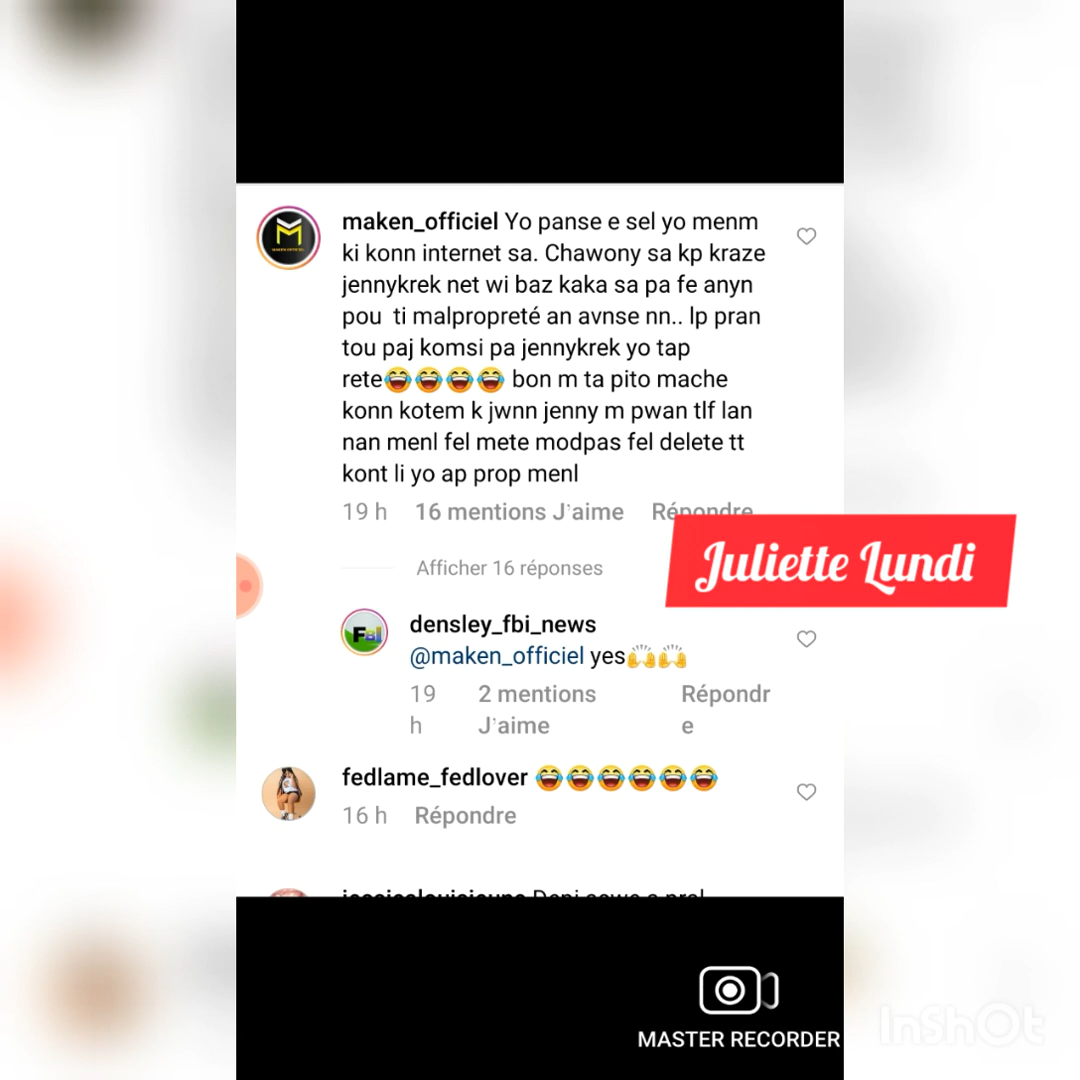 maken_officiel Yo panse e sel yo menm
ki konn internet sa. Chawony sa kp kraze
jennykrek net wi baz kaka sa pa fe anyn
pou ti malpropreté an avnse nn.. lp pran
tou paj komsi pa jennykrek yo tap
rete😂😂😂😂 bon m ta pito mache
konn kotem k jwnn jenny m pwan tlf lan
nan menl fel mete modpas fel delete tt
kont li yo ap prop menl
19 h 16 mentions J'aime Répondre
Juliette Lundi
Afficher 16 réponses
densley_fbi_news
@maken_officiel yes🙌🙌
19 h 2 mentions J'aime Répondre
fedlame_fedlover 😂😂😂😂😂😂
16 h Répondre
MASTER RECORDER
InShOt